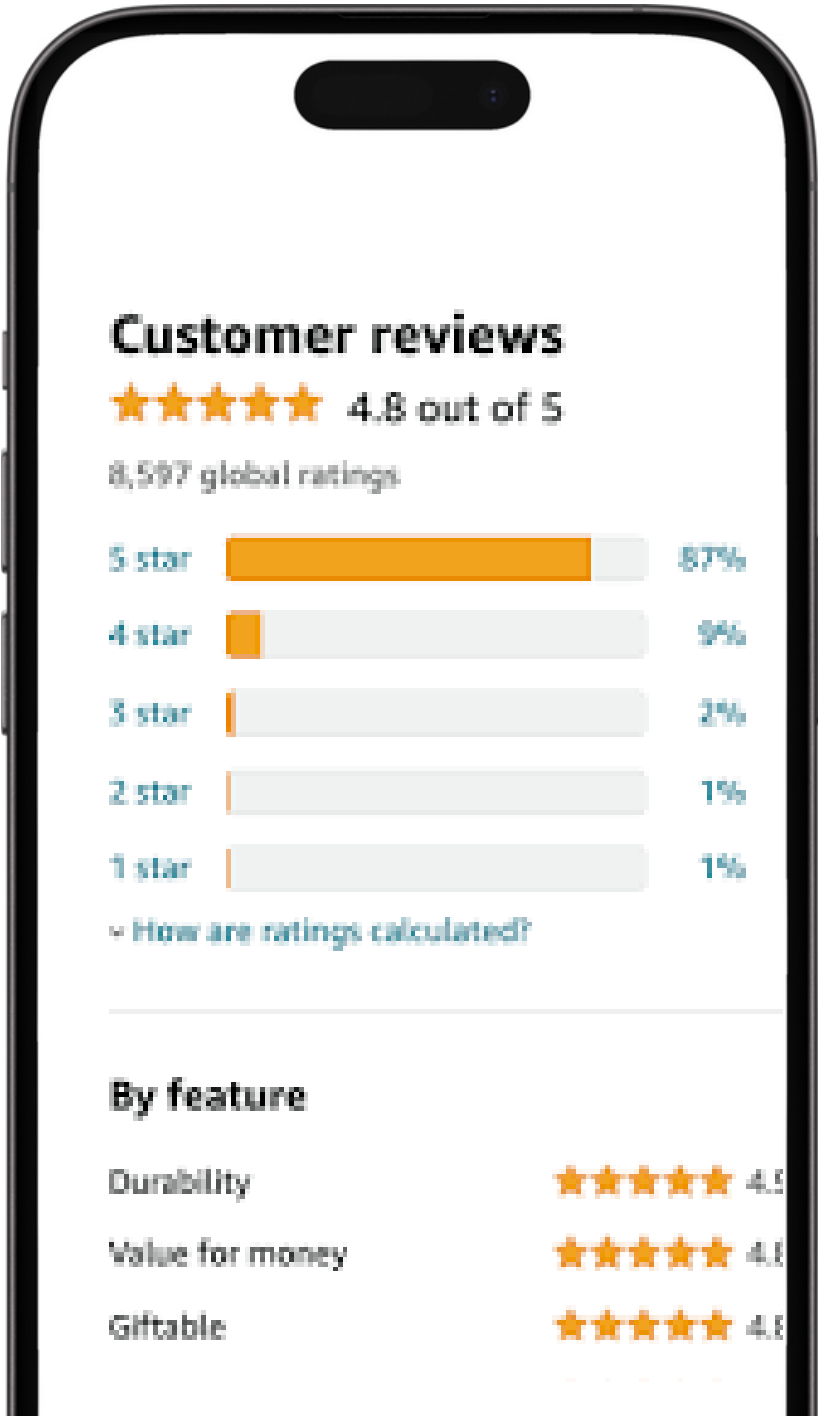 Customer reviews
4.8 out of 5
8,597 global ratings
5 star 87%
4 star 9%
3 star 2%
2 star 1%
1 star 1%
How are ratings calculated?
By feature
Durability
Value for money
Giftable